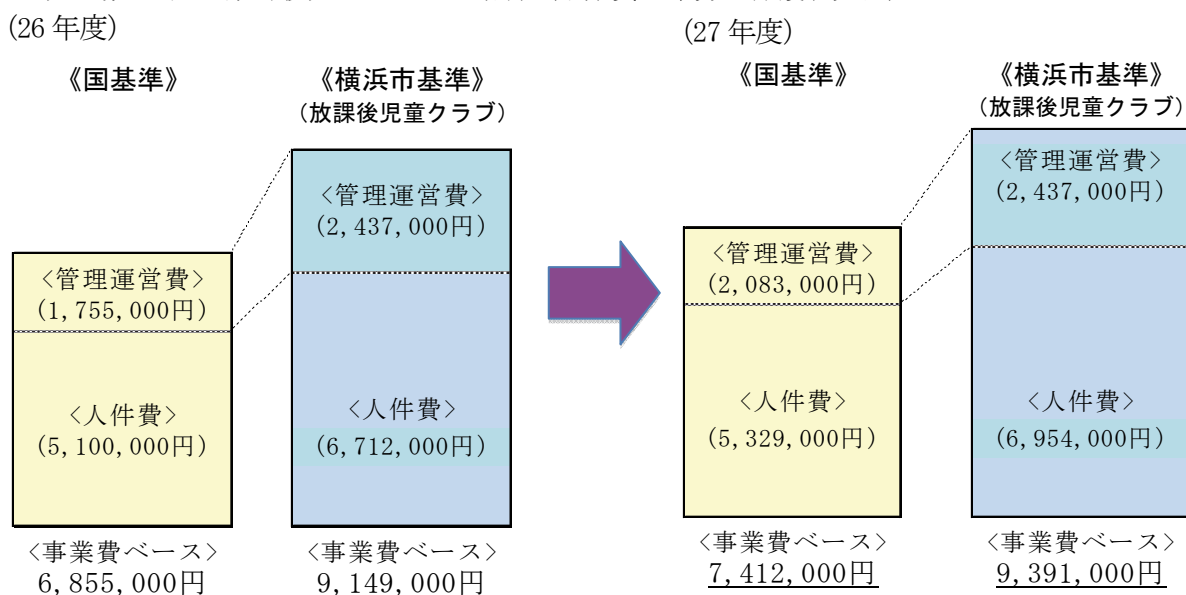 (26 年度)
《国基準》
《横浜市基準》
(放課後児童クラブ)
<管理運営費>
(1,755,000円)
<人件費>
(5,100,000円)
<事業費ベース>
6,855,000円
<管理運営費>
(2,437,000円)
<人件費>
(6,712,000円)
<事業費ベース>
9,149,000円
(27 年度)
《国基準》
《横浜市基準》
(放課後児童クラブ)
<管理運営費>
(2,083,000円)
<人件費>
(5,329,000円)
<事業費ベース>
7,412,000円
<管理運営費>
(2,437,000円)
<人件費>
(6,954,000円)
<事業費ベース>
9,391,000円